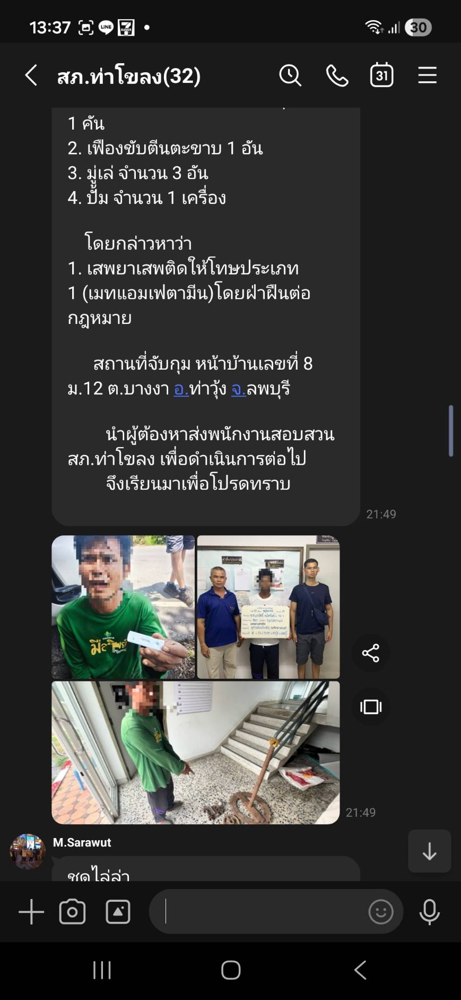 13:37
LINE
7
ELEVEn
30
สภ.ท่าโขลง(32)
31
1 คัน
2. เฟืองขับตีนตะขาบ 1 อัน
3. มู่เล่ จำนวน 3 อัน
4. ปั้ม จำนวน 1 เครื่อง
โดยกล่าวหาว่า
1. เสพยาเสพติดให้โทษประเภท
1 (เมทแอมเฟตามีน)โดยฝ่าฝืนต่อ
กฎหมาย
สถานที่จับกุม หน้าบ้านเลขที่ 8
ม.12 ต.บางงา อ.ท่าวุ้ง จ.ลพบุรี
นำผู้ต้องหาส่งพนักงานสอบสวน
สภ.ท่าโขลง เพื่อดำเนินการต่อไป
จึงเรียนมาเพื่อโปรดทราบ
21:49
21:49
M.Sarawut
ชุดไล่ล่า